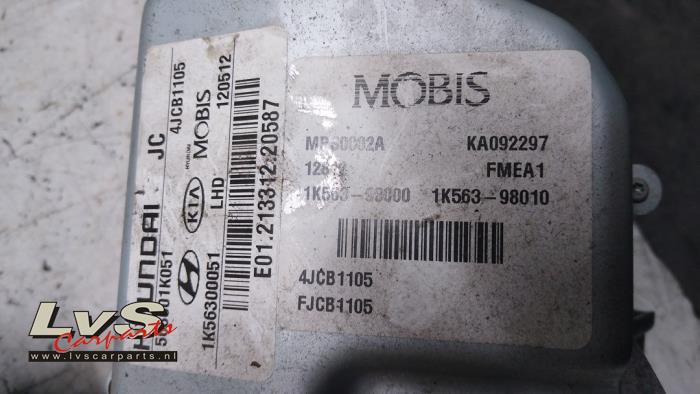 MOBIS
KA092297
FMEA1
1K563-98010
4JCB1105
FJCB1105
HYUNDAI JC
4JCB1105
KIA
HYUNDAI MOBIS
120512
1K56300051
LHD
E01.213312.20587
LvS
Carparts
www.lvscarparts.nl